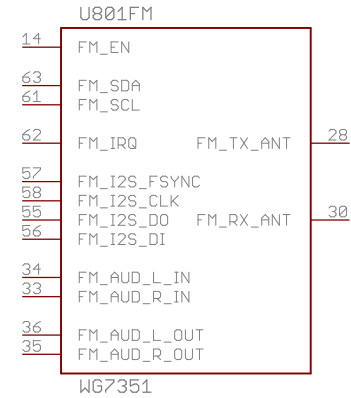 U801FM
14 FM_EN
63 FM_SDA
61 FM_SCL
62 FM_IRQ FM_TX_ANT 28
57 FM_I2S_FSYNC
58 FM_I2S_CLK
55 FM_I2S_DO FM_RX_ANT 30
56 FM_I2S_DI
34 FM_AUD_L_IN
33 FM_AUD_R_IN
36 FM_AUD_L_OUT
35 FM_AUD_R_OUT
WG7351